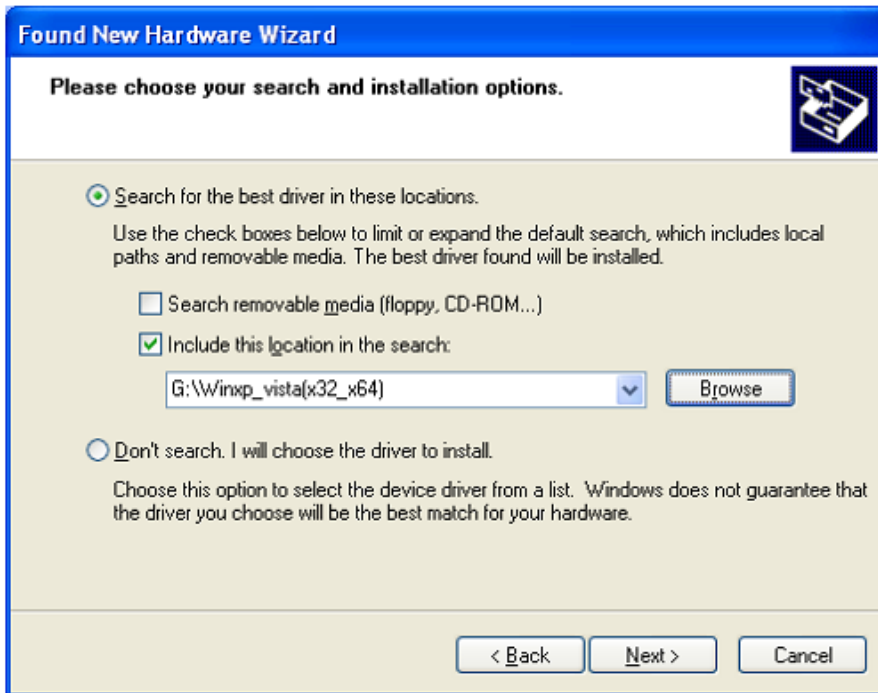 Found New Hardware Wizard
Please choose your search and installation options.
Search for the best driver in these locations.
Use the check boxes below to limit or expand the default search, which includes local
paths and removable media. The best driver found will be installed.
Search removable media (floppy, CD-ROM...)
Include this location in the search:
G:\Winxp_vista(x32_x64)
Browse
Don't search. I will choose the driver to install.
Choose this option to select the device driver from a list. Windows does not guarantee that
the driver you choose will be the best match for your hardware.
< Back
Next >
Cancel